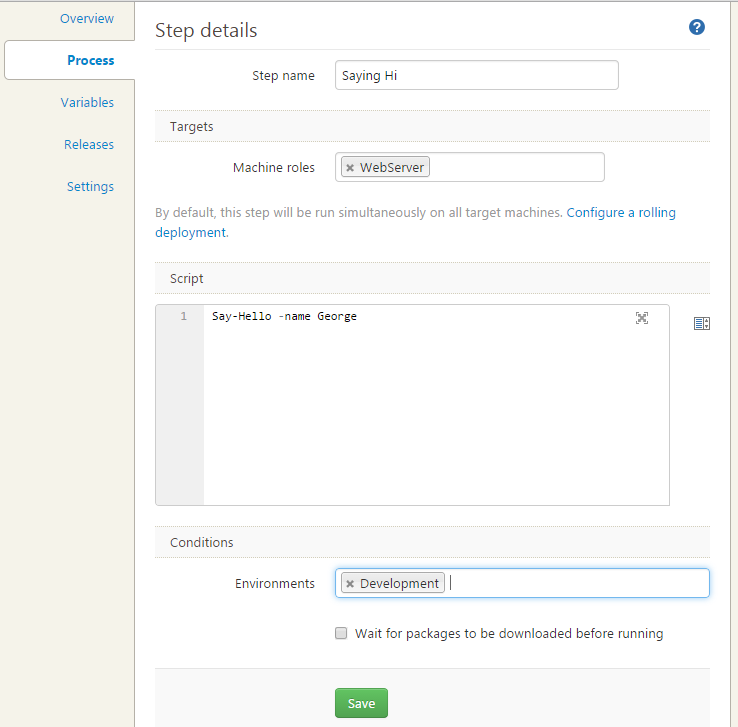 Overview
Process
Variables
Releases
Settings
Step details
?
Step name Saying Hi
Targets
Machine roles × WebServer
By default, this step will be run simultaneously on all target machines. Configure a rolling
deployment.
Script
1 Say-Hello -name George
Conditions
Environments × Development
Wait for packages to be downloaded before running
Save